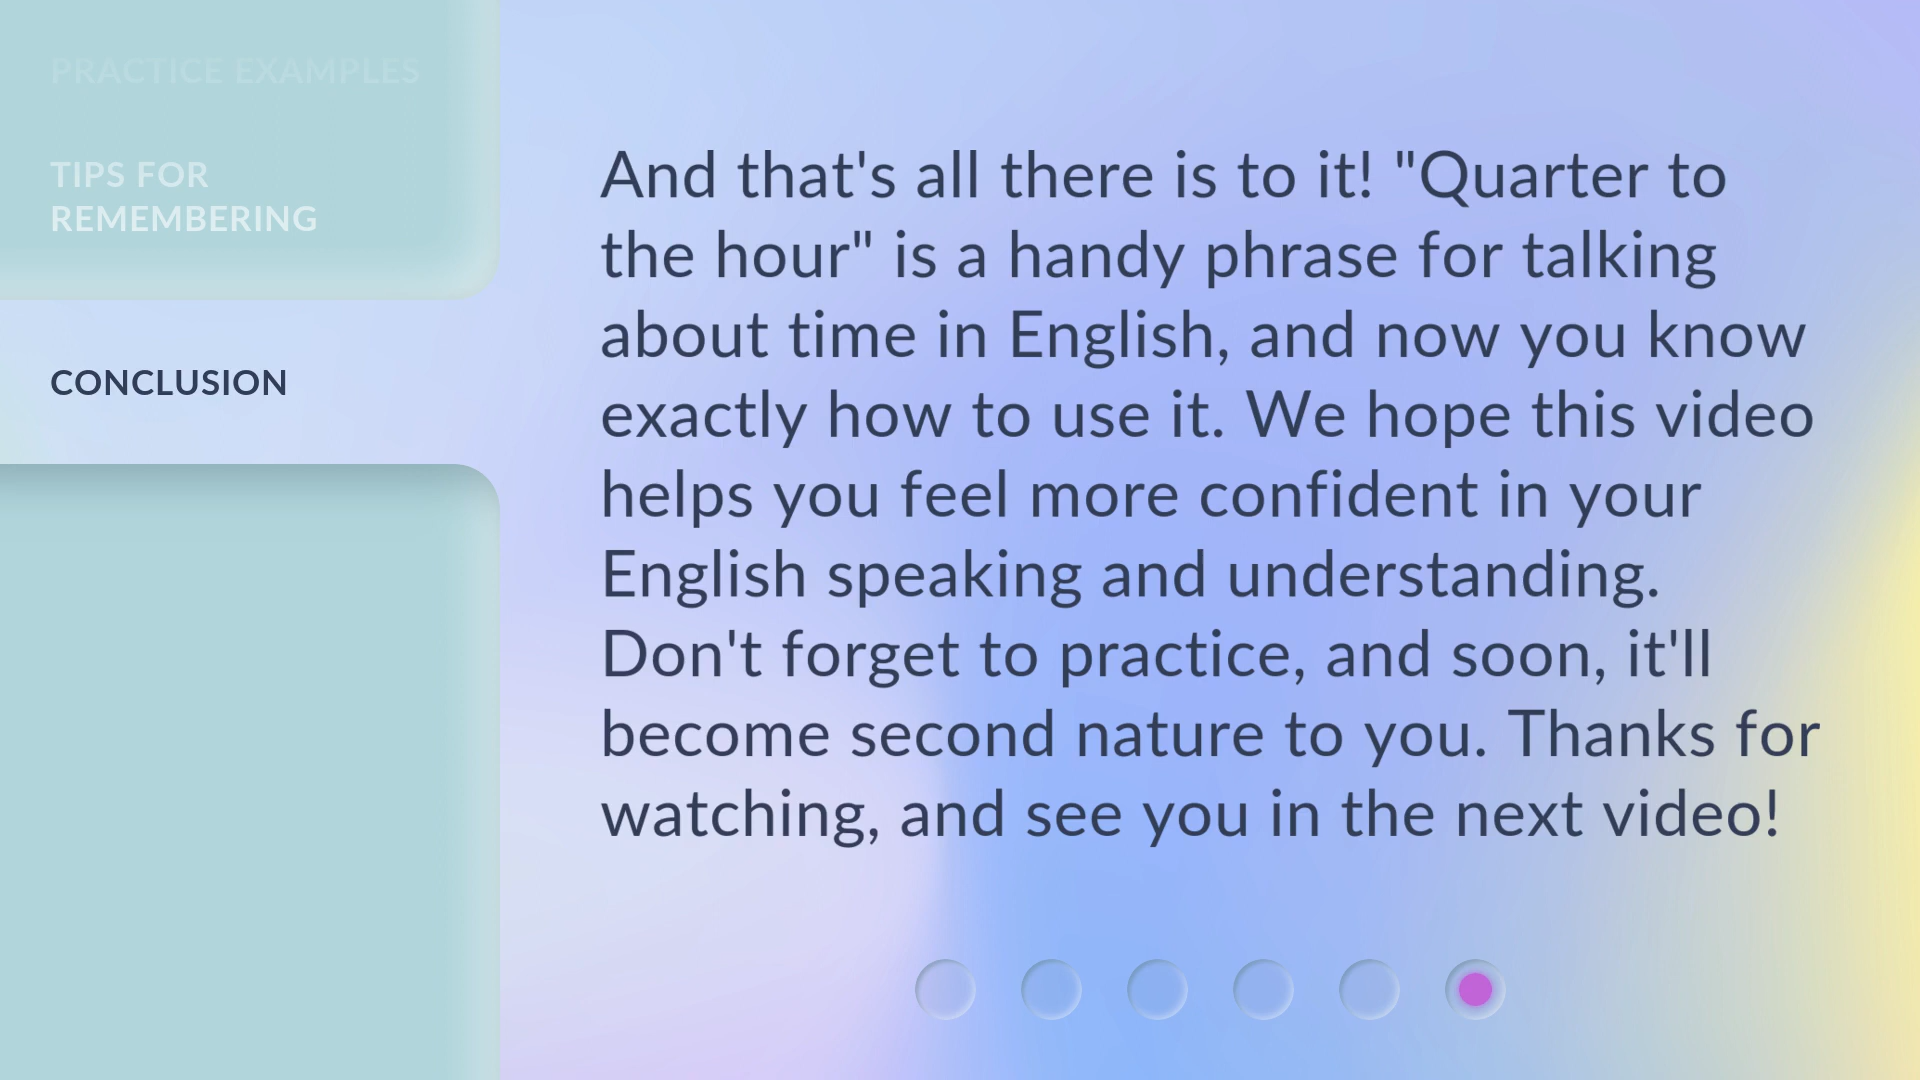 PRACTICE EXAMPLES
TIPS FOR
REMEMBERING
CONCLUSION
And that's all there is to it! "Quarter to
the hour" is a handy phrase for talking
about time in English, and now you know
exactly how to use it. We hope this video
helps you feel more confident in your
English speaking and understanding.
Don't forget to practice, and soon, it'll
become second nature to you. Thanks for
watching, and see you in the next video!